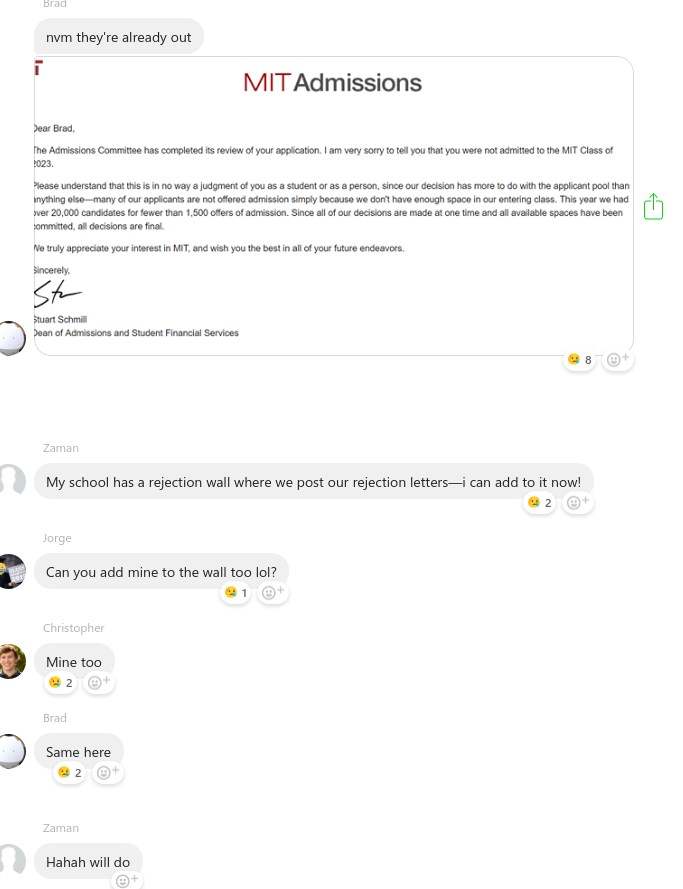 Brad
nvm they're already out
MIT Admissions
Dear Brad,
The Admissions Committee has completed its review of your application. I am very sorry to tell you that you were not admitted to the MIT Class of
2023.
Please understand that this is in no way a judgment of you as a student or as a person, since our decision has more to do with the applicant pool than
anything else—many of our applicants are not offered admission simply because we don't have enough space in our entering class. This year we had
over 20,000 candidates for fewer than 1,500 offers of admission. Since all of our decisions are made at one time and all available spaces have been
committed, all decisions are final.
We truly appreciate your interest in MIT, and wish you the best in all of your future endeavors.
Sincerely,
Stuart Schmill
Dean of Admissions and Student Financial Services
8
Zaman
My school has a rejection wall where we post our rejection letters—i can add to it now!
2
Jorge
Can you add mine to the wall too lol?
1
Christopher
Mine too
2
Brad
Same here
2
Zaman
Hahah will do